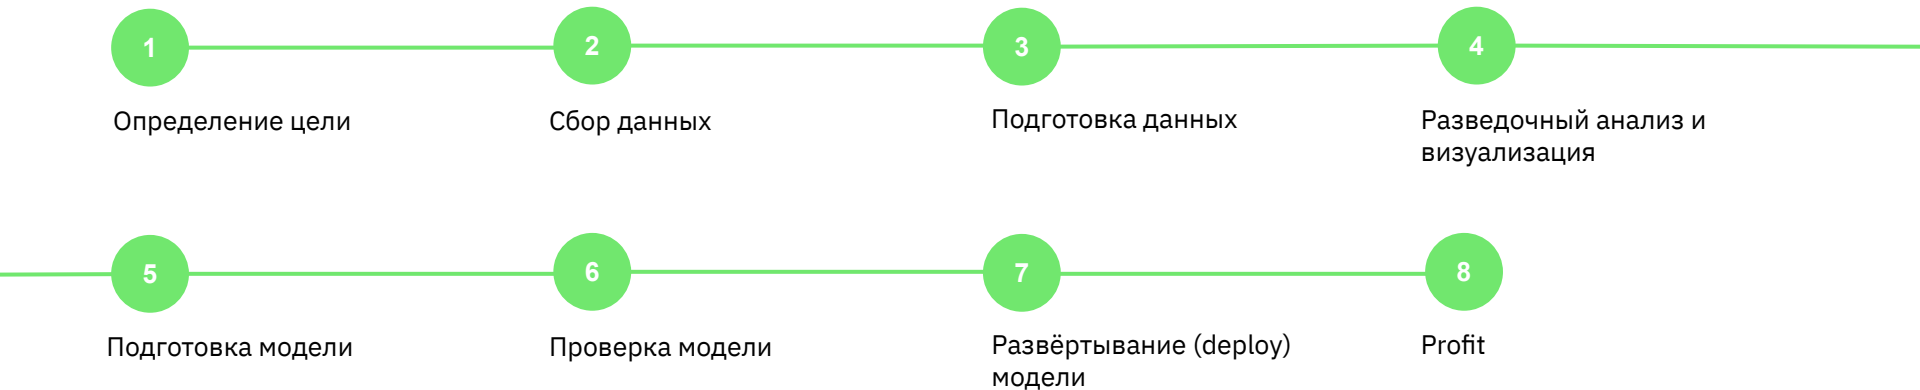 1
2
3
4
Определение цели
Сбор данных
Подготовка данных
Разведочный анализ и
визуализация
5
6
7
8
Подготовка модели
Проверка модели
Развёртывание (deploy)
модели
Profit